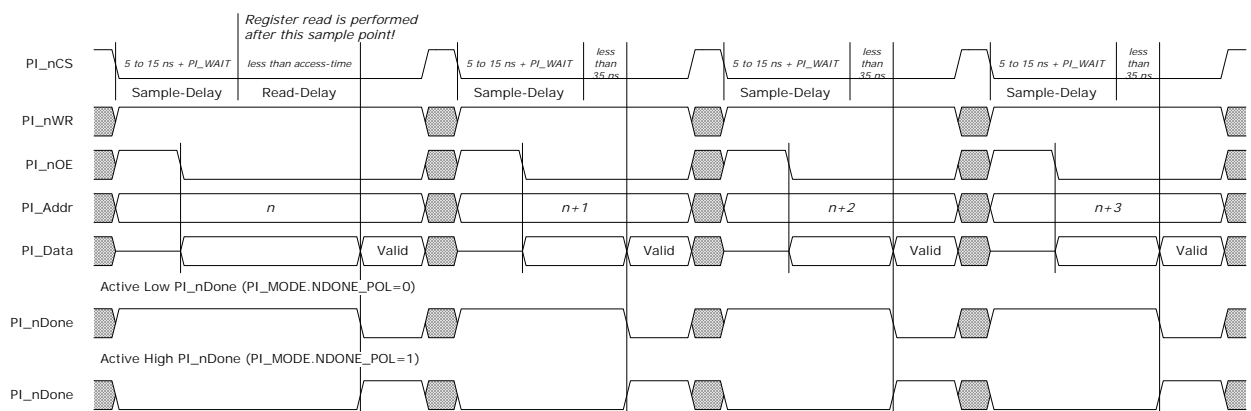 Register read is performed
after this sample point!
PI_nCS
5 to 15 ns + PI_WAIT less than access-time 5 to 15 ns + PI_WAIT less than 35 ns 5 to 15 ns + PI_WAIT less than 35 ns 5 to 15 ns + PI_WAIT less than 35 ns
Sample-Delay Read-Delay Sample-Delay Sample-Delay Sample-Delay
PI_nWR
PI_nOE
PI_Addr n n+1 n+2 n+3
PI_Data Valid Valid Valid Valid
Active Low PI_nDone (PI_MODE.NDONE_POL=0)
PI_nDone
Active High PI_nDone (PI_MODE.NDONE_POL=1)
PI_nDone